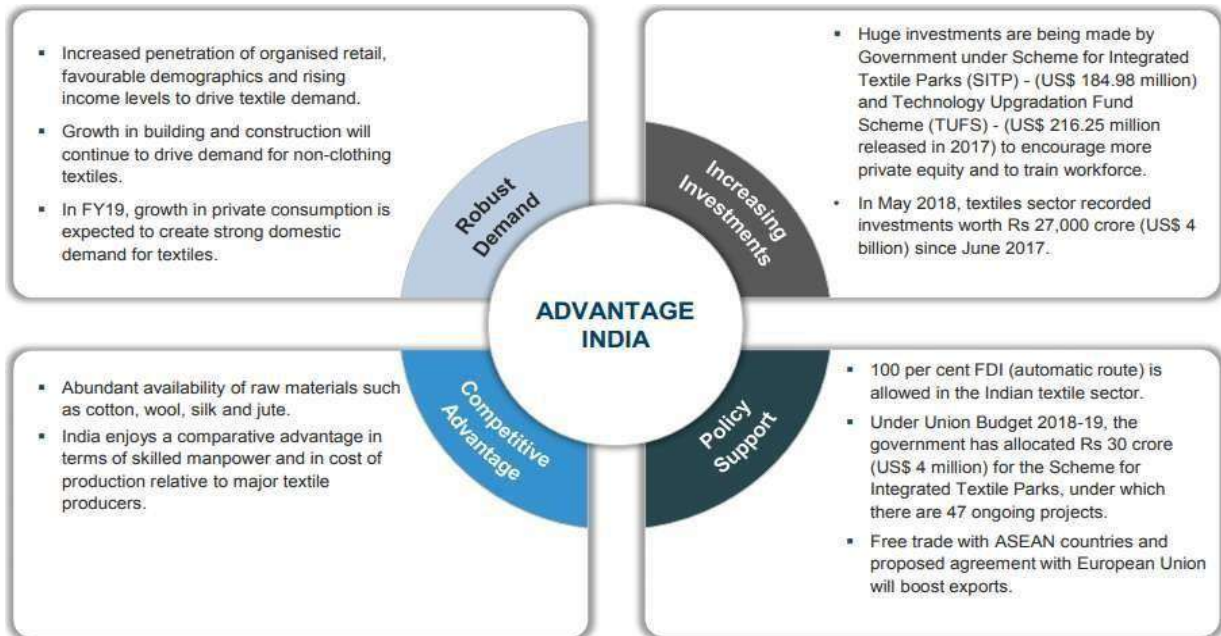 ▪ Increased penetration of organised retail,
favourable demographics and rising
income levels to drive textile demand.
▪ Growth in building and construction will
continue to drive demand for non-clothing
textiles.
▪ In FY19, growth in private consumption is
expected to create strong domestic
demand for textiles.
Robust
Demand
▪ Huge investments are being made by
Government under Scheme for Integrated
Textile Parks (SITP) - (US$ 184.98 million)
and Technology Upgradation Fund
Scheme (TUFS) - (US$ 216.25 million
released in 2017) to encourage more
private equity and to train workforce.
• In May 2018, textiles sector recorded
investments worth Rs 27,000 crore (US$ 4
billion) since June 2017.
Increasing
Investments
ADVANTAGE
INDIA
▪ Abundant availability of raw materials such
as cotton, wool, silk and jute.
▪ India enjoys a comparative advantage in
terms of skilled manpower and in cost of
production relative to major textile
producers.
Competitive
Advantage
▪ 100 per cent FDI (automatic route) is
allowed in the Indian textile sector.
▪ Under Union Budget 2018-19, the
government has allocated Rs 30 crore
(US$ 4 million) for the Scheme for
Integrated Textile Parks, under which
there are 47 ongoing projects.
▪ Free trade with ASEAN countries and
proposed agreement with European Union
will boost exports.
Policy
Support